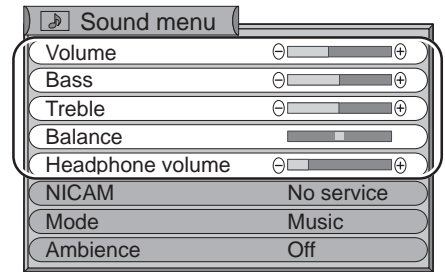 Sound menu
Volume
Bass
Treble
Balance
Headphone volume
NICAM No service
Mode Music
Ambience Off